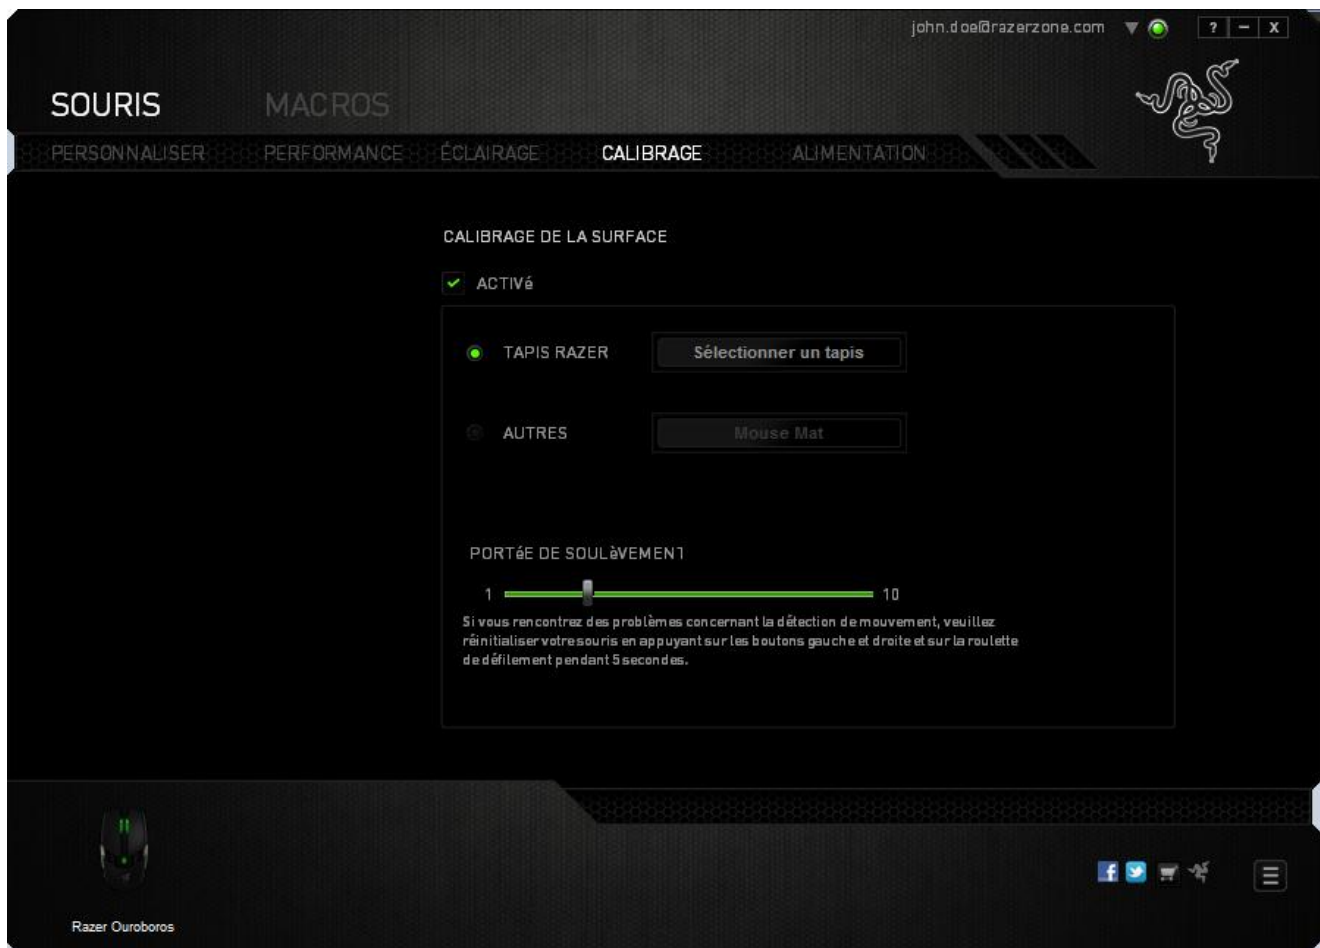 john.doe@razerzone.com
? – X
SOURIS MACROS
PERSONNALISER PERFORMANCE ÉCLAIRAGE CALIBRAGE ALIMENTATION
CALIBRAGE DE LA SURFACE
ACTIVé
TAPIS RAZER Sélectionner un tapis
AUTRES Mouse Mat
PORTéE DE SOULèVEMENT
1 10
Si vous rencontrez des problèmes concernant la détection de mouvement, veuillez
réinitialiser votre souris en appuyant sur les boutons gauche et droite et sur la roulette
de défilement pendant 5 secondes.
f
Razer Ouroboros